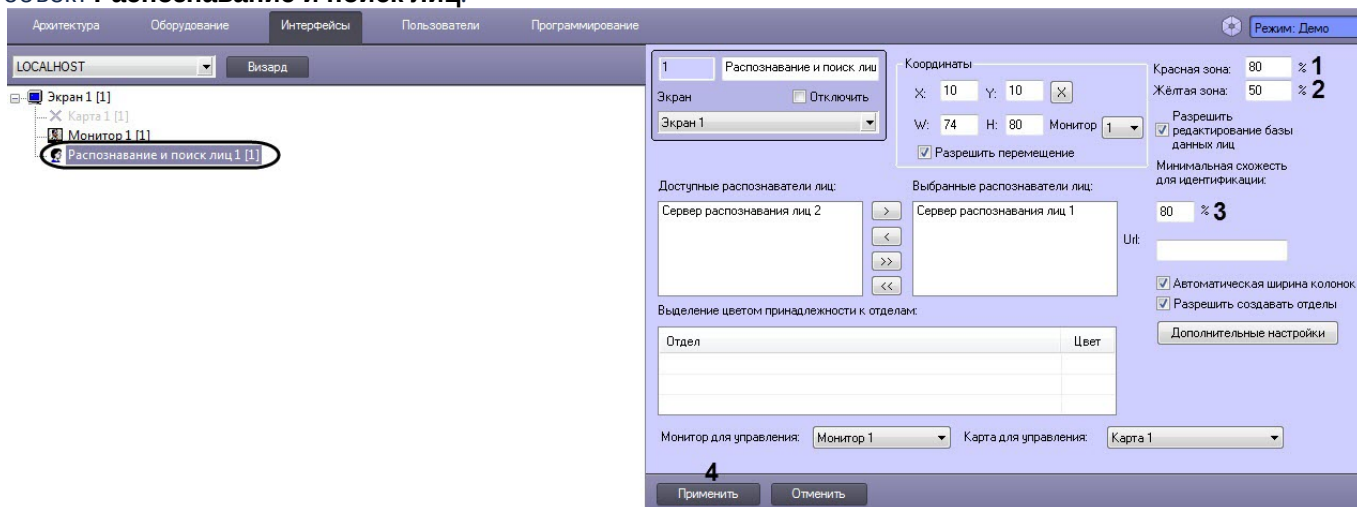 объект Распознавание и поиск лиц.
Архитектура Оборудование Интерфейсы Пользователи Программирование Режим: Демо
LOCALHOST Визард
Экран 1 [1]
Карта 1 [1]
Монитор 1 [1]
Распознавание и поиск лиц 1 [1]
1 Распознавание и поиск лиц
Экран Отключить
Экран 1
Координаты
X: 10 Y: 10 X
W: 74 H: 80 Монитор 1
Разрешить перемещение
Красная зона: 80 % 1
Жёлтая зона: 50 % 2
Разрешить
редактирование базы
данных лиц
Минимальная схожесть
для идентификации:
80 % 3
Доступные распознаватели лиц: Выбранные распознаватели лиц:
Сервер распознавания лиц 2 > Сервер распознавания лиц 1
<
>>
<<
Url:
Автоматическая ширина колонок
Разрешить создавать отделы
Дополнительные настройки
Выделение цветом принадлежности к отделам:
Отдел Цвет
Монитор для управления: Монитор 1 Карта для управления: Карта 1
4
Применить Отменить